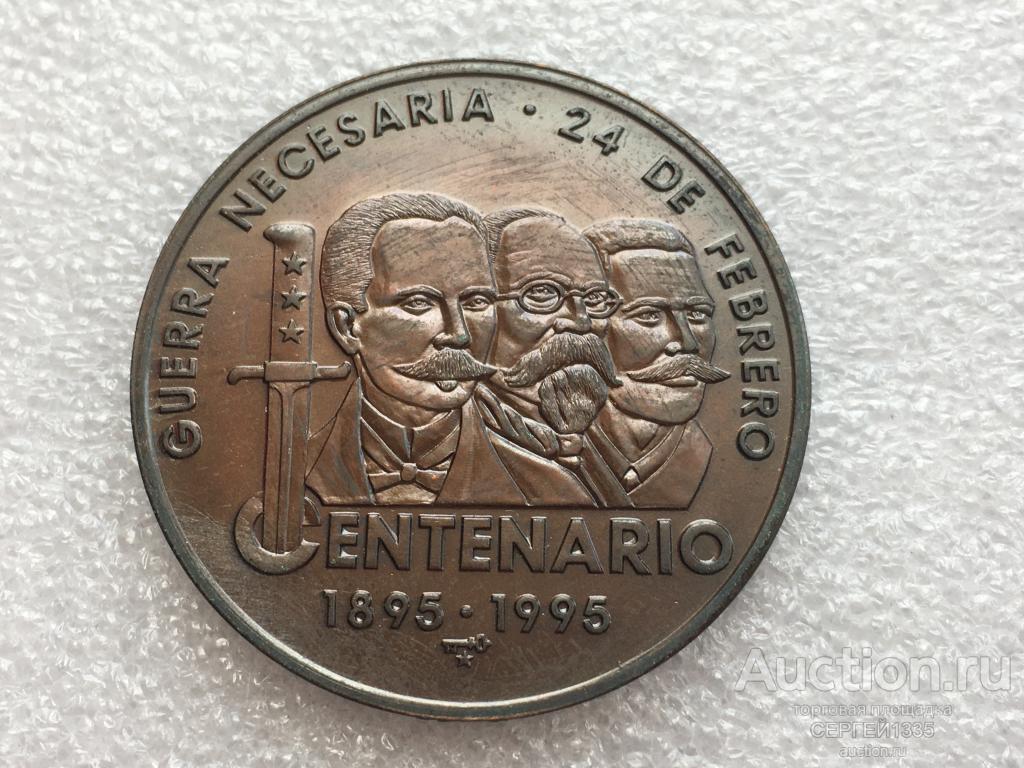 GUERRA NECESARIA · 24 DE FEBRERO
CENTENARIO
1895 · 1995
Auction.ru
торговая площадка
СЕРГЕЙ1335
auction.ru